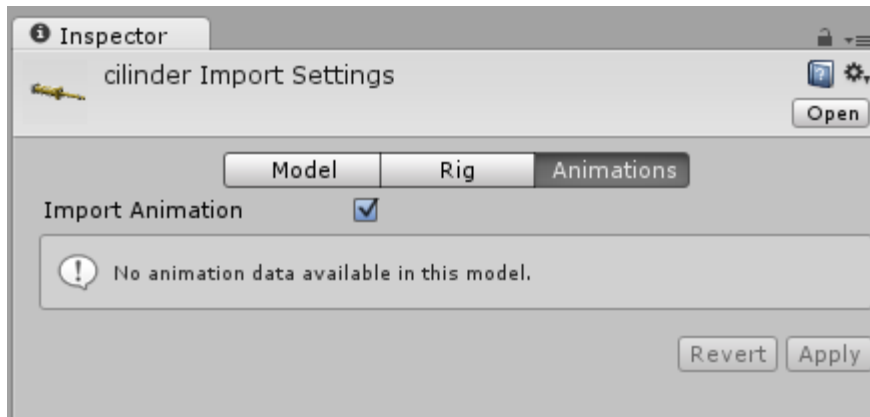 Inspector
cilinder Import Settings
Open
Model Rig Animations
Import Animation
No animation data available in this model.
Revert Apply